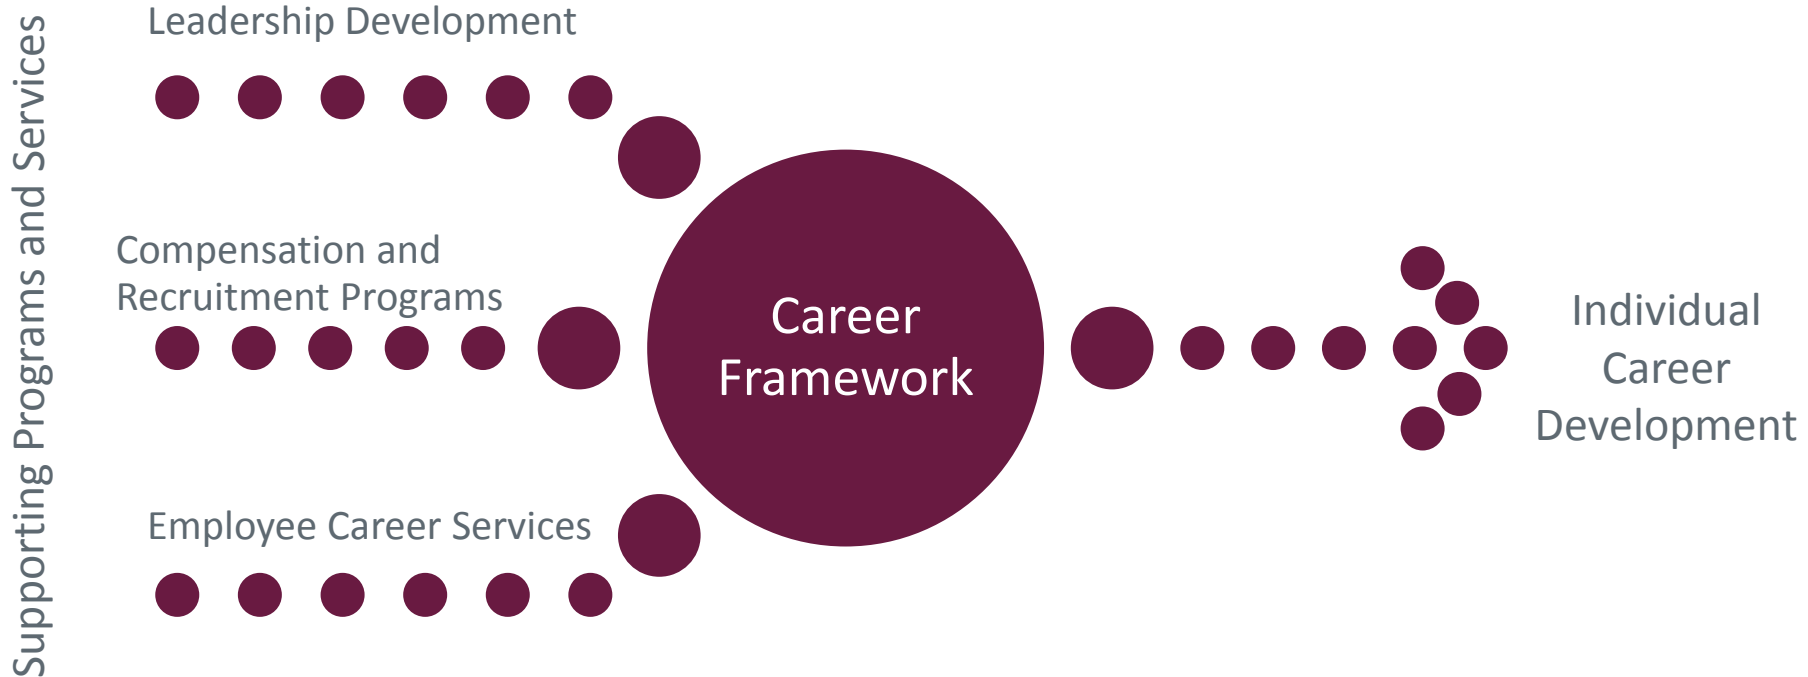 Supporting Programs and Services
Leadership Development
Compensation and
Recruitment Programs
Employee Career Services
Career
Framework
Individual
Career
Development